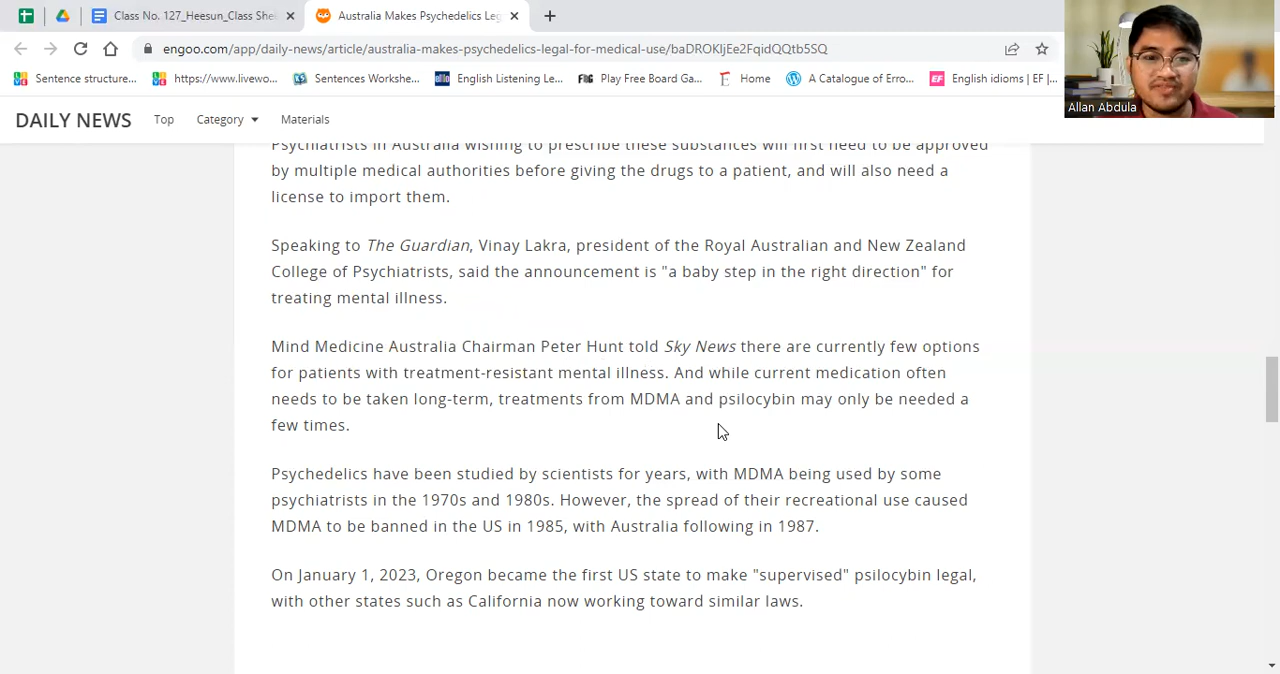 Class No. 127_Heesun_Class She
Australia Makes Psychedelics Leg
engoo.com/app/daily-news/article/australia-makes-psychedelics-legal-for-medical-use/baDROKljEe2FqidQQtb5SQ
Sentence structure... https://www.livewo... Sentences Workshe... English Listening Le... Play Free Board Ga... Home A Catalogue of Erro... EF English idioms | EF |...
Allan Abdula
DAILY NEWS Top Category Materials
Psychiatrists in Australia wishing to prescribe these substances will first need to be approved
by multiple medical authorities before giving the drugs to a patient, and will also need a
license to import them.
Speaking to The Guardian, Vinay Lakra, president of the Royal Australian and New Zealand
College of Psychiatrists, said the announcement is "a baby step in the right direction" for
treating mental illness.
Mind Medicine Australia Chairman Peter Hunt told Sky News there are currently few options
for patients with treatment-resistant mental illness. And while current medication often
needs to be taken long-term, treatments from MDMA and psilocybin may only be needed a
few times.
Psychedelics have been studied by scientists for years, with MDMA being used by some
psychiatrists in the 1970s and 1980s. However, the spread of their recreational use caused
MDMA to be banned in the US in 1985, with Australia following in 1987.
On January 1, 2023, Oregon became the first US state to make "supervised" psilocybin legal,
with other states such as California now working toward similar laws.